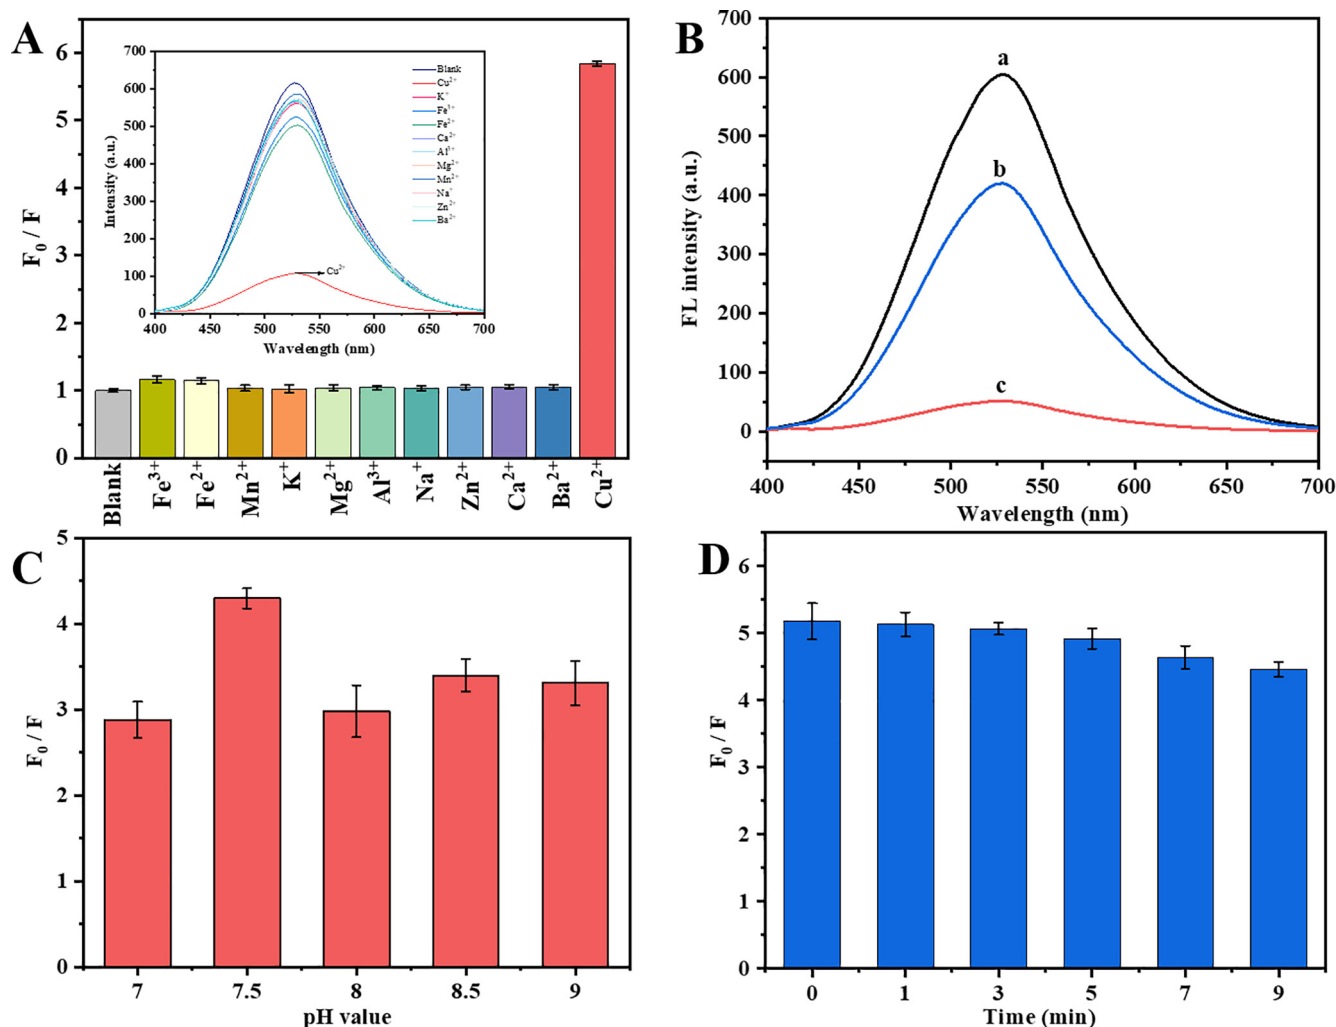 A
F₀ / F
6
5
4
3
2
1
0
Blank
Fe³⁺
Fe²⁺
Mn²⁺
K⁺
Mg²⁺
Al³⁺
Na⁺
Zn²⁺
Ca²⁺
Ba²⁺
Cu²⁺
Intensity (a.u.)
700
600
500
400
300
200
100
0
400 450 500 550 600 650 700
Wavelength (nm)
Blank
Cu²⁺
K⁺
Fe³⁺
Fe²⁺
Ca²⁺
Al³⁺
Mg²⁺
Mn²⁺
Na⁺
Zn²⁺
Ba²⁺
Cu²⁺
B
FL intensity (a.u.)
700
600
500
400
300
200
100
0
a
b
c
400 450 500 550 600 650 700
Wavelength (nm)
C
F₀ / F
5
4
3
2
1
0
7 7.5 8 8.5 9
pH value
D
F₀ / F
6
5
4
3
2
1
0
0 1 3 5 7 9
Time (min)